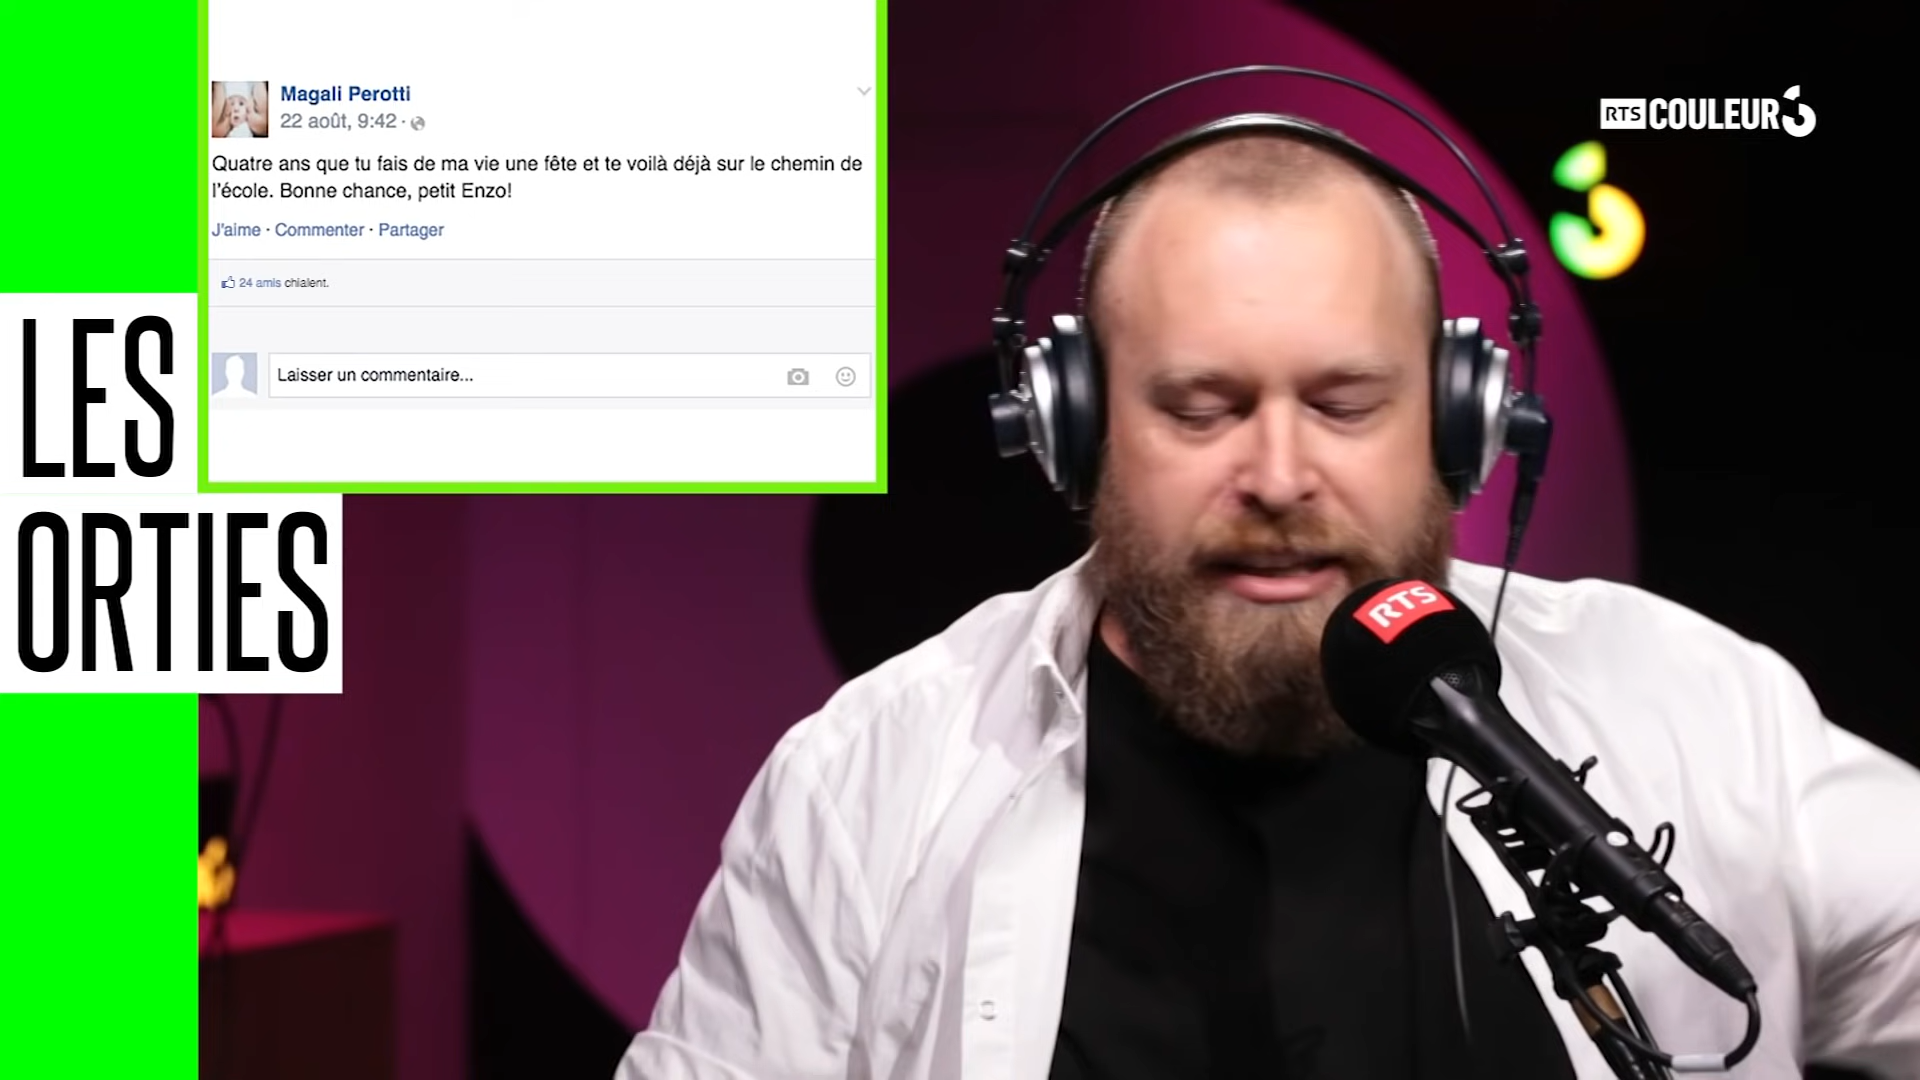 Magali Perotti
22 août, 9:42 ·
Quatre ans que tu fais de ma vie une fête et te voilà déjà sur le chemin de
l'école. Bonne chance, petit Enzo!
J'aime · Commenter · Partager
24 amis chialent.
Laisser un commentaire...
LES
ORTIES
RTS COULEUR 3
RTS